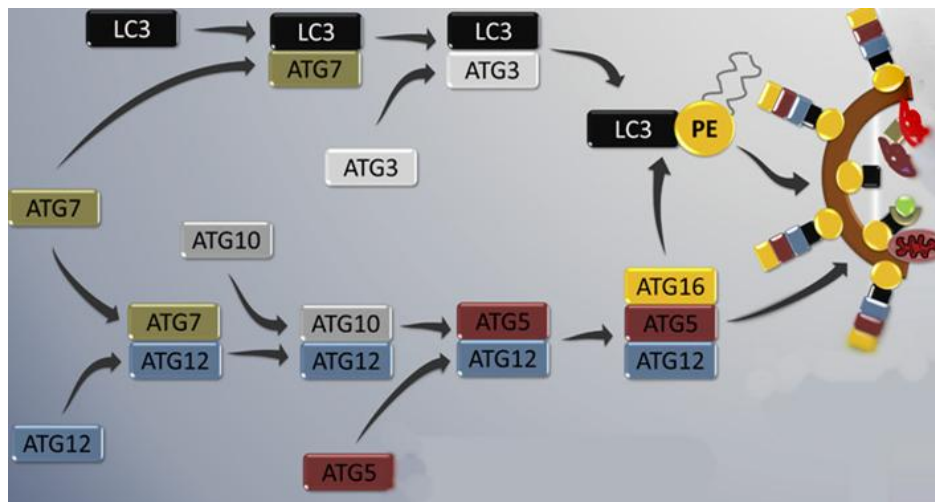 LC3
LC3
LC3
ATG7
ATG3
LC3
PE
ATG3
ATG7
ATG10
ATG16
ATG7
ATG10
ATG5
ATG5
ATG12
ATG12
ATG12
ATG12
ATG12
ATG5